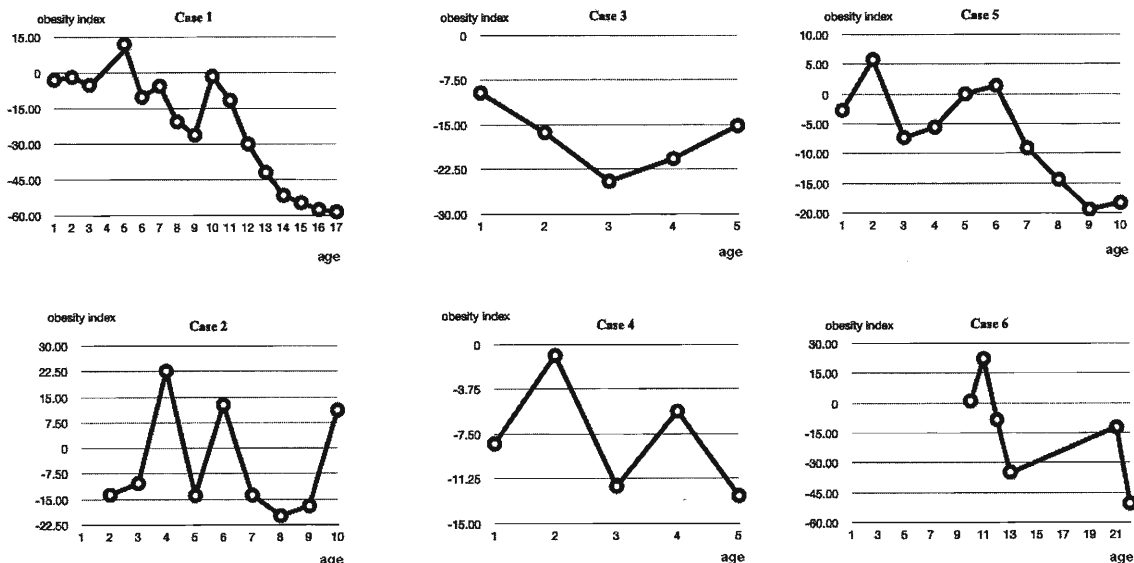 obesity index
Case 1
15.00
0
-15.00
-30.00
-45.00
-60.00
1 2 3 4 5 6 7 8 9 10 11 12 13 14 15 16 17
age
obesity index
Case 3
0
-7.50
-15.00
-22.50
-30.00
1 2 3 4 5
age
obesity index
Case 5
10.00
5.00
0
-5.00
-10.00
-15.00
-20.00
1 2 3 4 5 6 7 8 9 10
age
obesity index
Case 2
30.00
22.50
15.00
7.50
0
-7.50
-15.00
-22.50
1 2 3 4 5 6 7 8 9 10
age
obesity index
Case 4
0
-3.75
-7.50
-11.25
-15.00
1 2 3 4 5
age
obesity index
Case 6
30.00
15.00
0
-15.00
-30.00
-45.00
-60.00
1 3 5 7 9 11 13 15 17 19 21
age